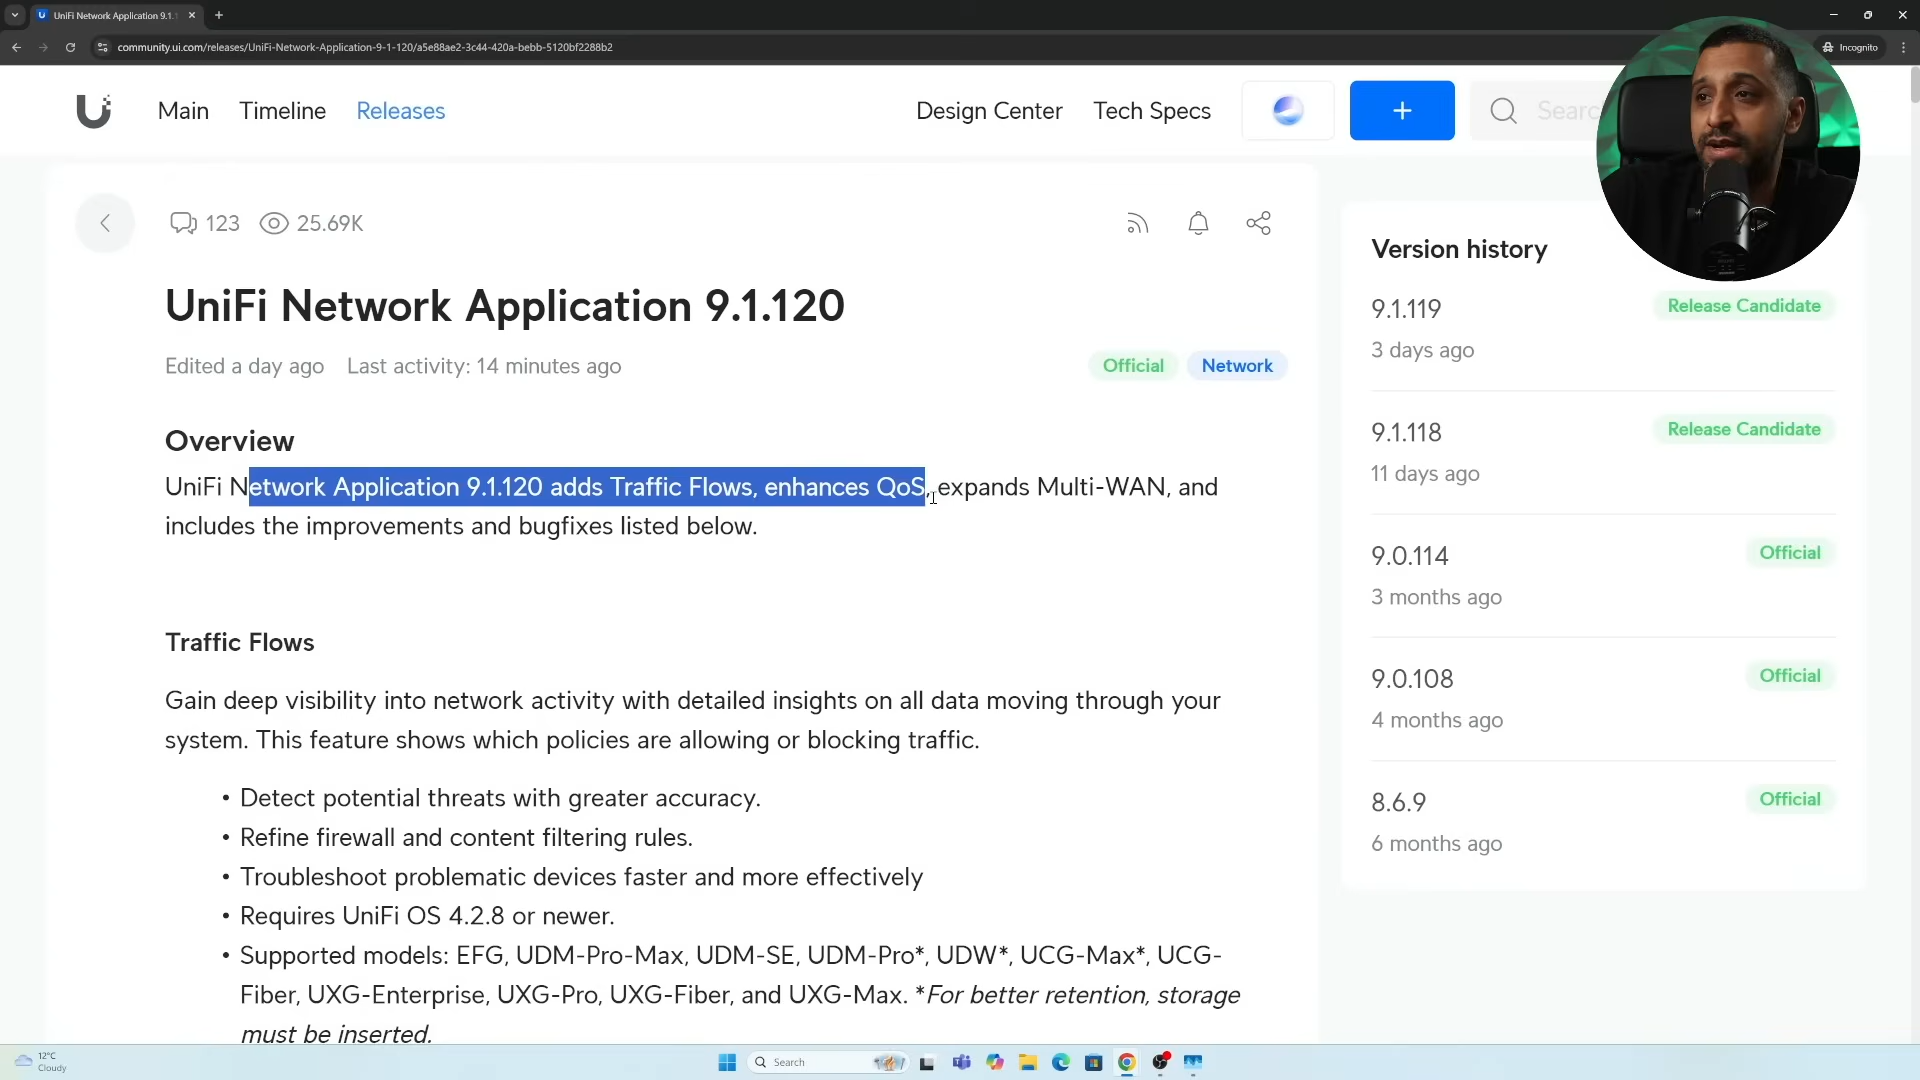 UniFi Network Application 9.1.1
community.ui.com/releases/UniFi-Network-Application-9-1-120/a5e88ae2-3c44-420a-bebb-5120bf2288b2
Incognito
Main
Timeline
Releases
Design Center
Tech Specs
+
Searc
123
25.69K
UniFi Network Application 9.1.120
Edited a day ago
Last activity: 14 minutes ago
Official
Network
Overview
UniFi Network Application 9.1.120 adds Traffic Flows, enhances QoS, expands Multi-WAN, and
includes the improvements and bugfixes listed below.
Traffic Flows
Gain deep visibility into network activity with detailed insights on all data moving through your
system. This feature shows which policies are allowing or blocking traffic.
• Detect potential threats with greater accuracy.
• Refine firewall and content filtering rules.
• Troubleshoot problematic devices faster and more effectively
• Requires UniFi OS 4.2.8 or newer.
• Supported models: EFG, UDM-Pro-Max, UDM-SE, UDM-Pro*, UDW*, UCG-Max*, UCG-
Fiber, UXG-Enterprise, UXG-Pro, UXG-Fiber, and UXG-Max. *For better retention, storage
must be inserted.
Version history
9.1.119
Release Candidate
3 days ago
9.1.118
Release Candidate
11 days ago
9.0.114
Official
3 months ago
9.0.108
Official
4 months ago
8.6.9
Official
6 months ago
12°C
Cloudy
Search